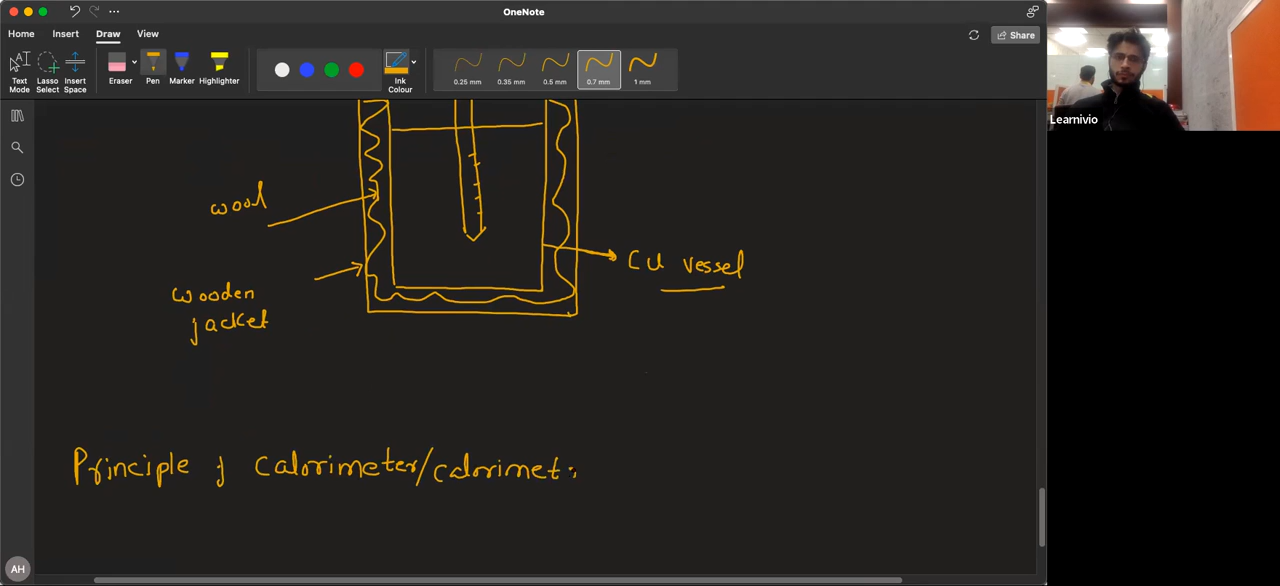 OneNote
Home Insert Draw View
Share
Text Mode
Lasso Select
Insert Space
Eraser
Pen
Marker
Highlighter
Ink Colour
0.25 mm
0.35 mm
0.5 mm
0.7 mm
1 mm
Learnivio
wool
CU vessel
wooden
jacket
Principle of calorimeter/calorimet
AH